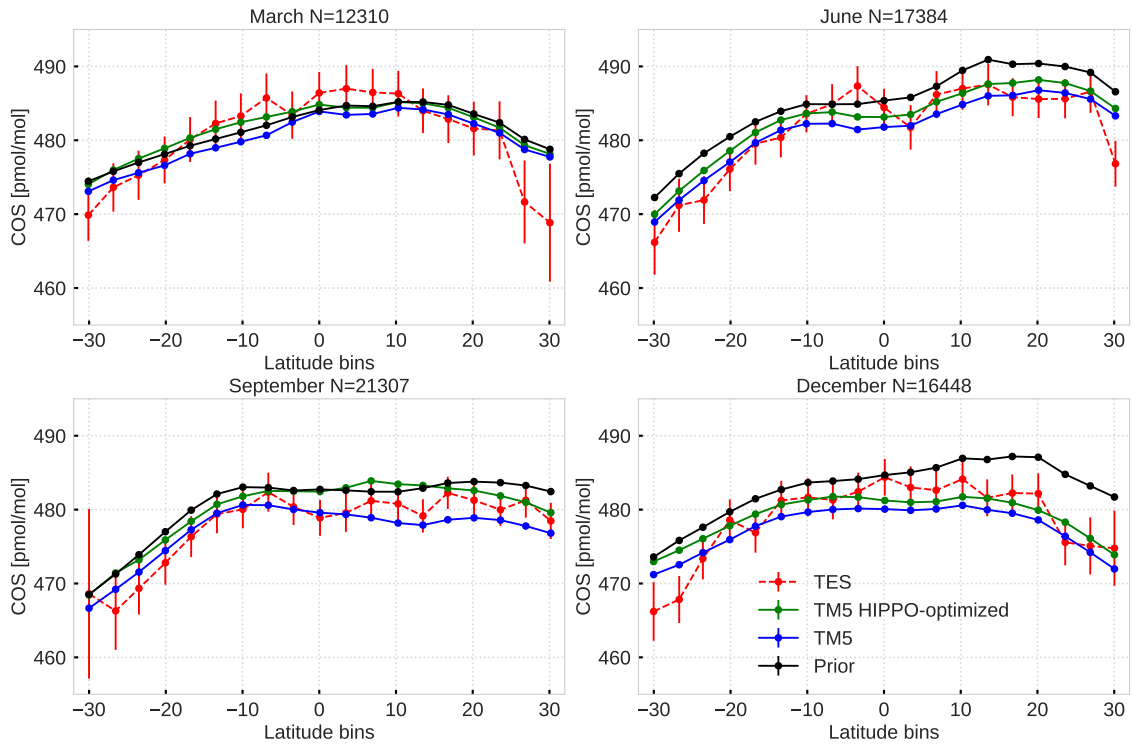 March N=12310
COS [pmol/mol]
490
480
470
460
−30 −20 −10 0 10 20 30
Latitude bins
June N=17384
COS [pmol/mol]
490
480
470
460
−30 −20 −10 0 10 20 30
Latitude bins
September N=21307
COS [pmol/mol]
490
480
470
460
−30 −20 −10 0 10 20 30
Latitude bins
December N=16448
COS [pmol/mol]
490
480
470
460
TES
TM5 HIPPO-optimized
TM5
Prior
−30 −20 −10 0 10 20 30
Latitude bins